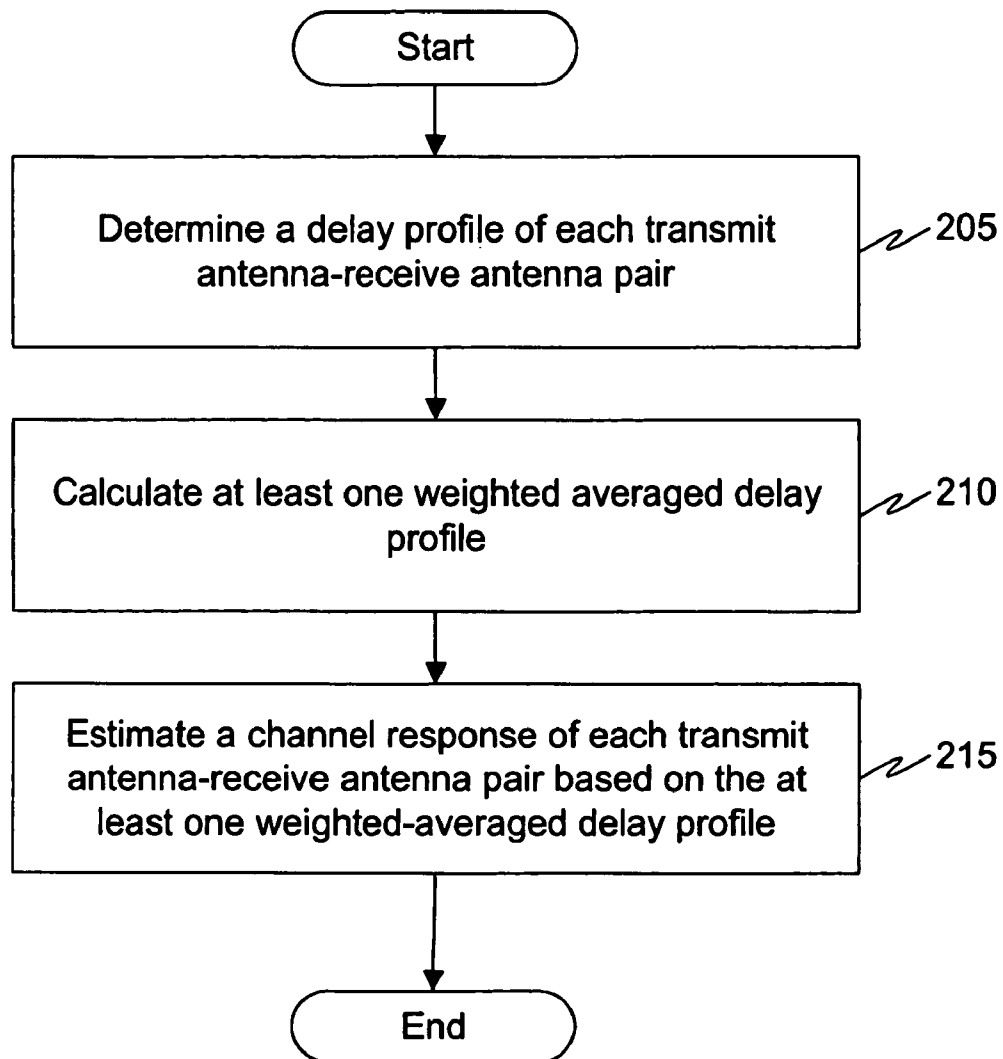 Start
Determine a delay profile of each transmit
antenna-receive antenna pair
205
Calculate at least one weighted averaged delay
profile
210
Estimate a channel response of each transmit
antenna-receive antenna pair based on the at
least one weighted-averaged delay profile
215
End